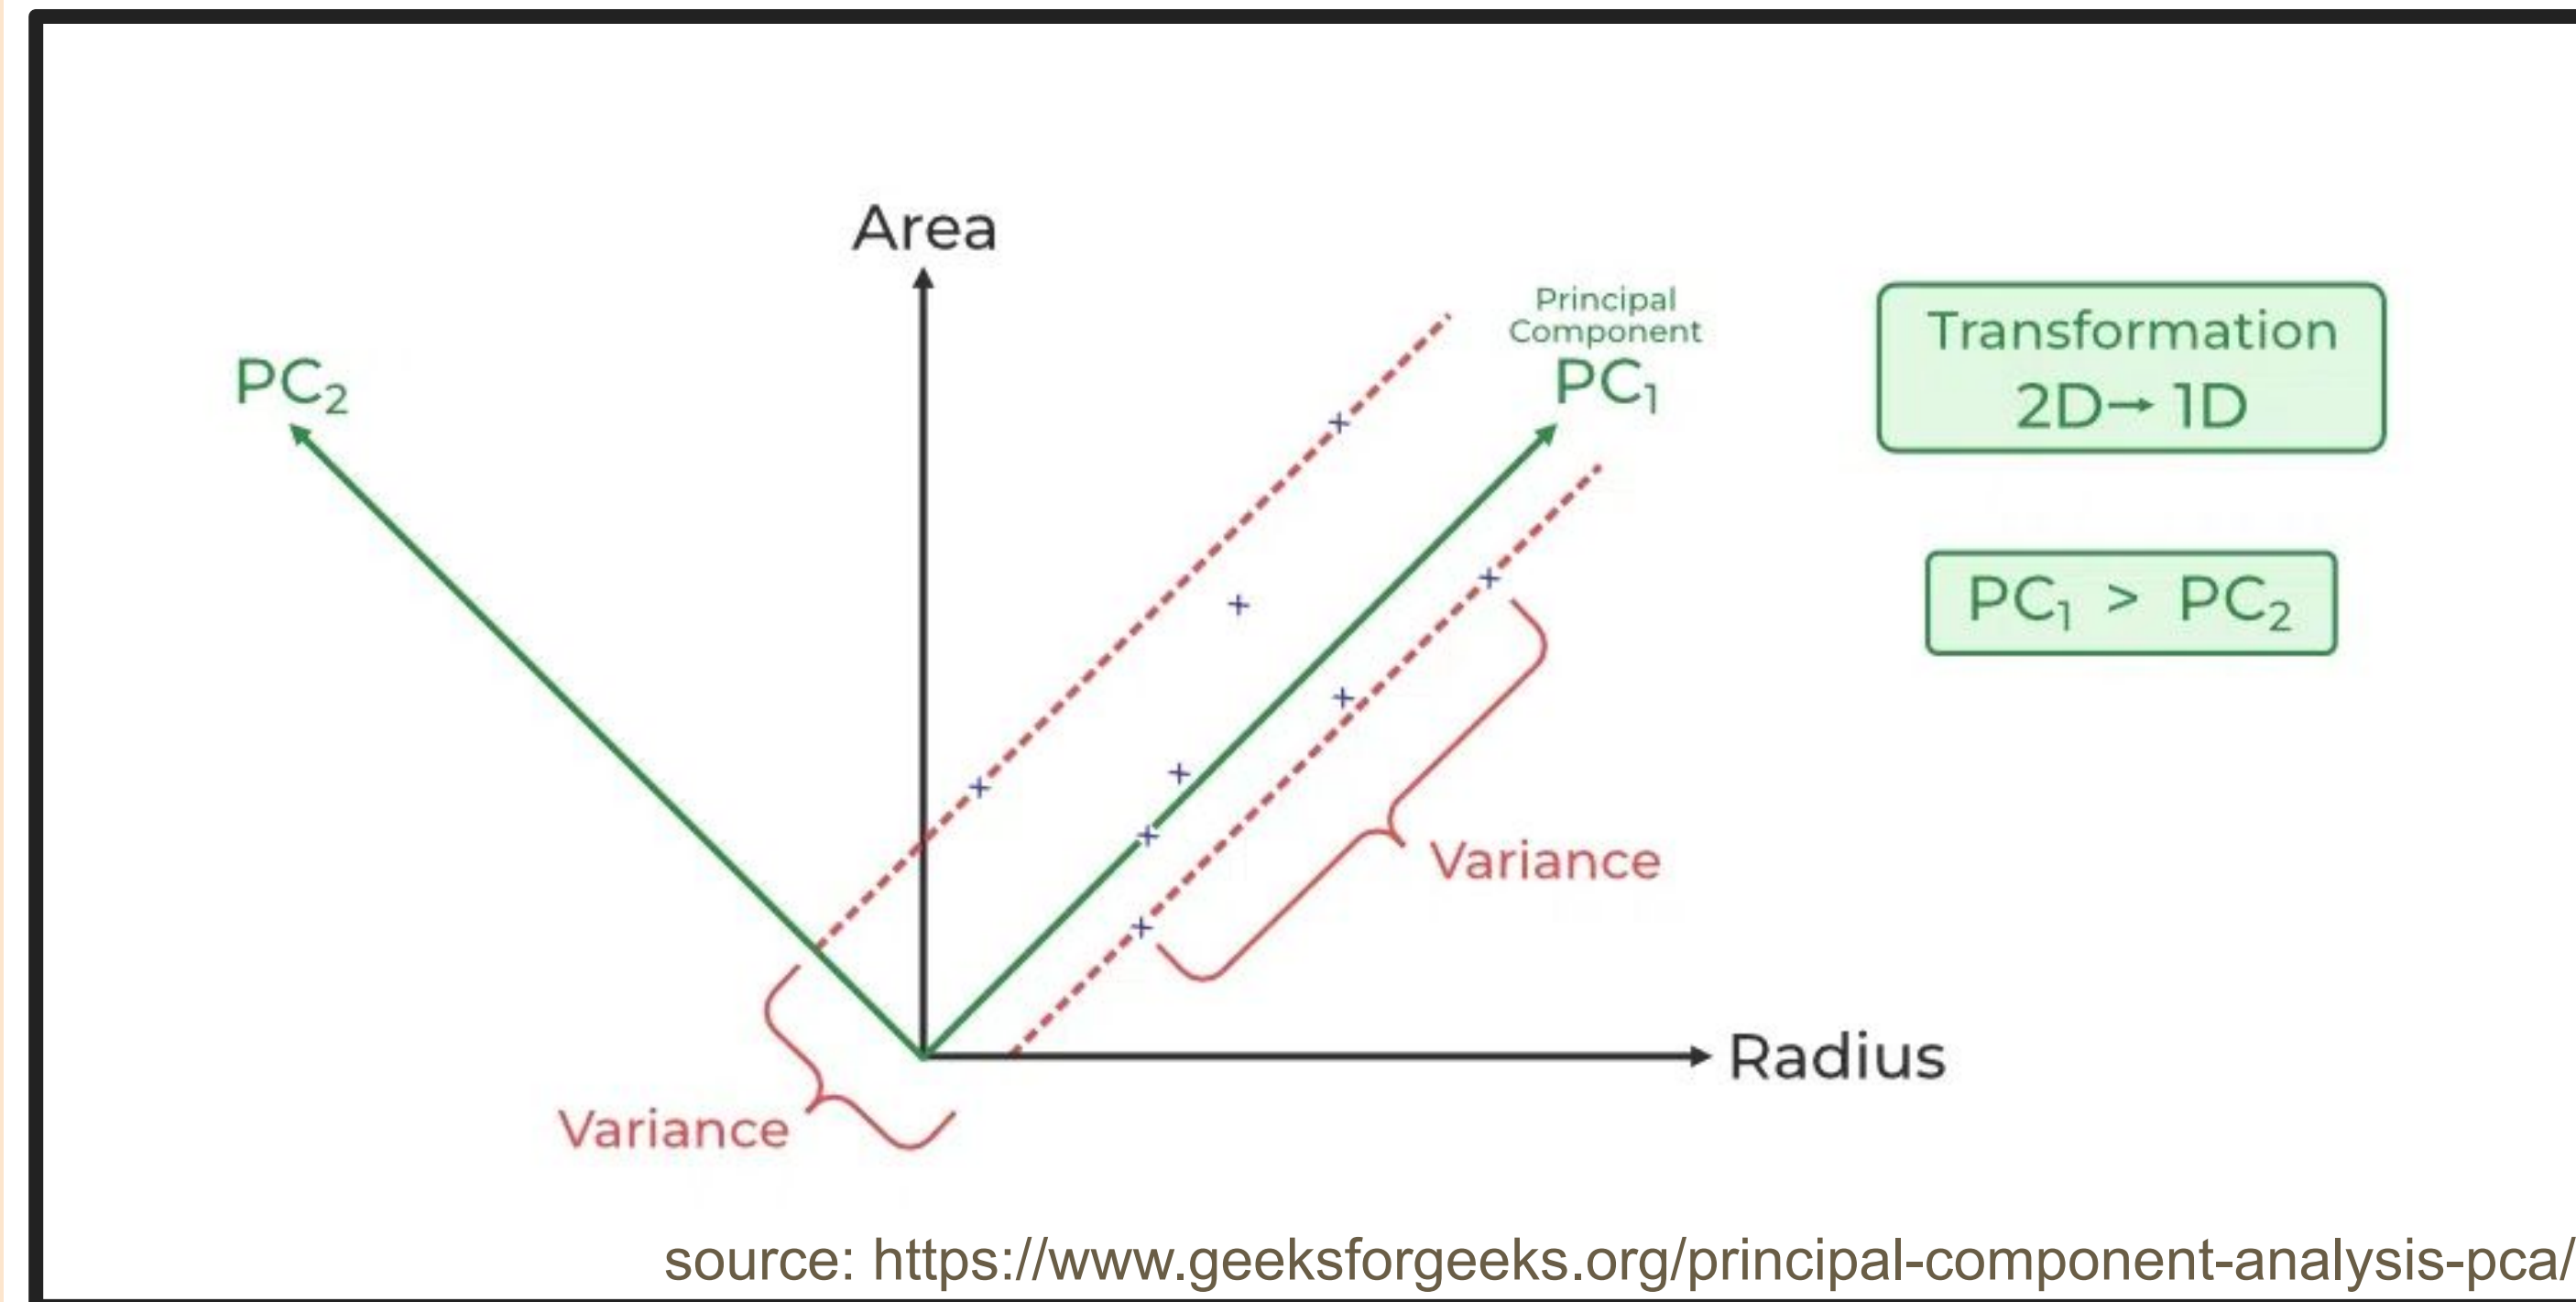 Area
Principal
Component
PC₁
PC₂
Transformation
2D→ 1D
PC₁ > PC₂
Variance
Radius
Variance
source: https://www.geeksforgeeks.org/principal-component-analysis-pca/